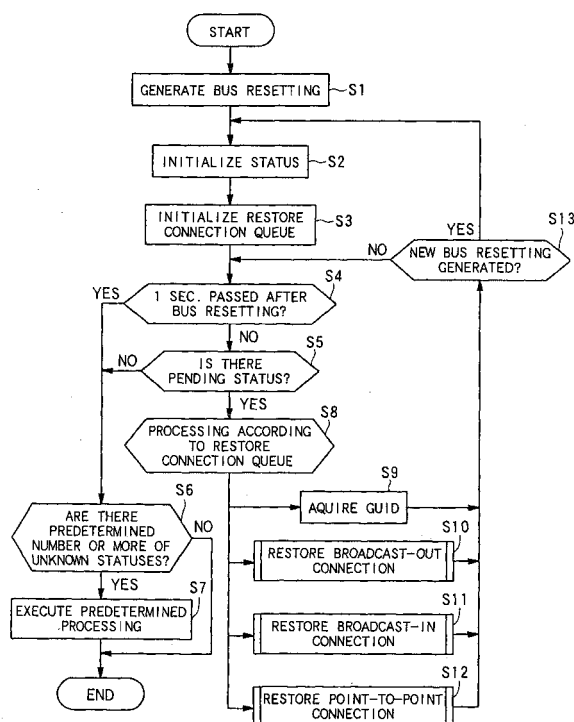 START
GENERATE BUS RESETTING
S1
INITIALIZE STATUS
S2
INITIALIZE RESTORE
CONNECTION QUEUE
S3
S13
YES
NEW BUS RESETTING
GENERATED?
NO
S4
YES
1 SEC. PASSED AFTER
BUS RESETTING?
NO
S5
NO
IS THERE
PENDING STATUS?
YES
S8
PROCESSING ACCORDING
TO RESTORE
CONNECTION QUEUE
S9
AQUIRE GUID
S6
ARE THERE
PREDETERMINED
NUMBER OR MORE OF
UNKNOWN STATUSES?
NO
YES
S10
RESTORE BROADCAST-OUT
CONNECTION
S7
EXECUTE PREDETERMINED
PROCESSING
S11
RESTORE BROADCAST-IN
CONNECTION
END
S12
RESTORE POINT-TO-POINT
CONNECTION